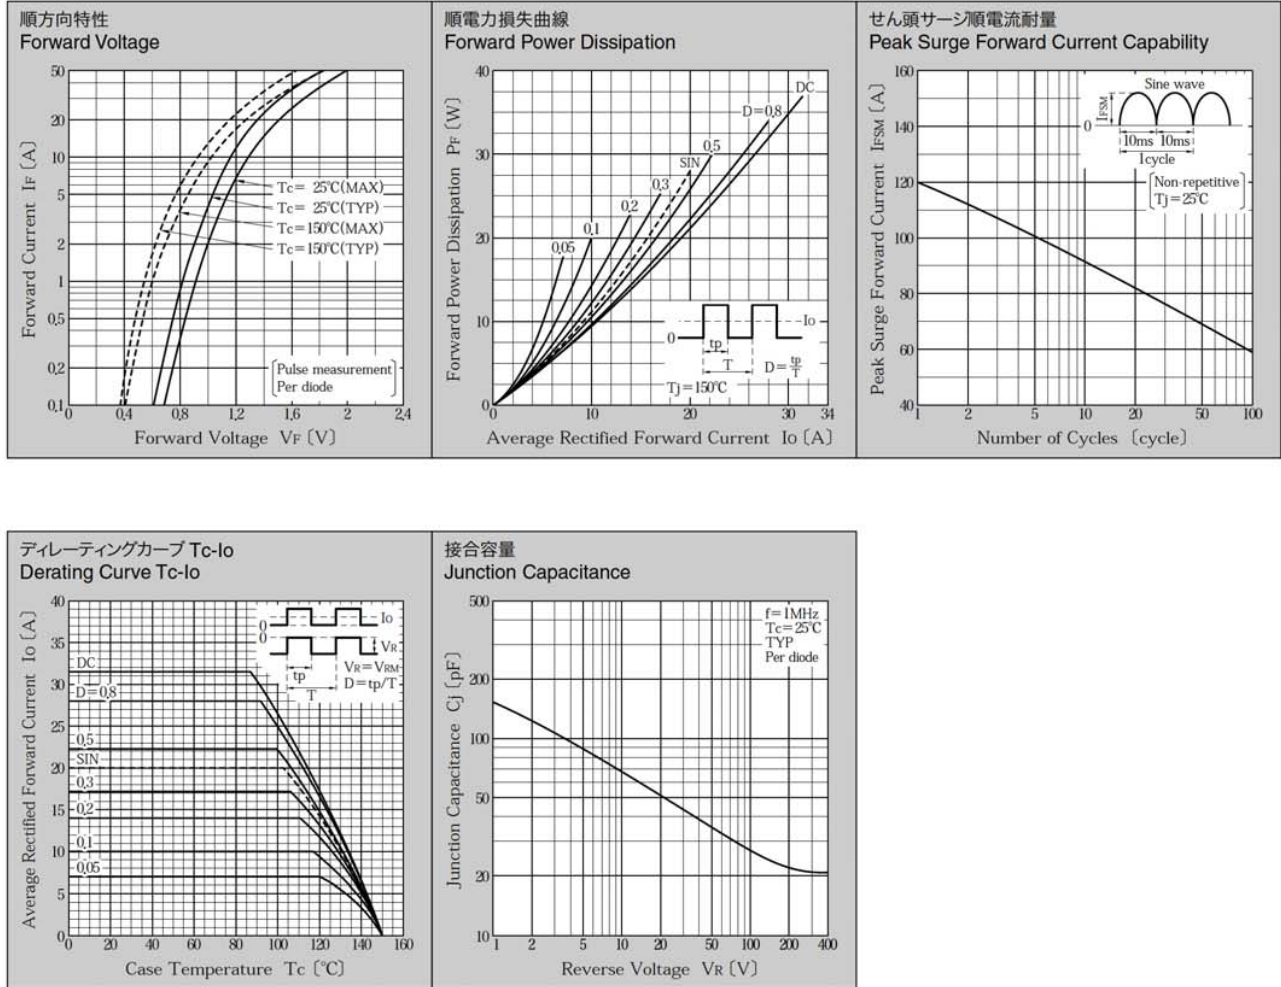 順方向特性
Forward Voltage
50
20
10
5
2
1
0.5
0.2
0.1
Forward Current IF [A]
Tc= 25℃(MAX)
Tc= 25℃(TYP)
Tc=150℃(MAX)
Tc=150℃(TYP)
Pulse measurement
Per diode
0 0.4 0.8 1.2 1.6 2 2.4
Forward Voltage VF [V]
順電力損失曲線
Forward Power Dissipation
40
30
20
10
0
Forward Power Dissipation PF [W]
DC
D=0.8
0.5
SIN
0.3
0.2
0.1
0.05
Io
0
tp
T
D=tp/T
Tj=150℃
0 10 20 30 34
Average Rectified Forward Current Io [A]
せん頭サージ順電流耐量
Peak Surge Forward Current Capability
160
140
120
100
80
60
40
Peak Surge Forward Current IFSM [A]
Sine wave
IFSM
0
10ms 10ms
1cycle
Non-repetitive
Tj=25℃
1 2 5 10 20 50 100
Number of Cycles [cycle]
ディレーティングカーブ Tc-Io
Derating Curve Tc-Io
40
35
30
25
20
15
10
5
0
Average Rectified Forward Current Io [A]
DC
D=0.8
0.5
SIN
0.3
0.2
0.1
0.05
0
Io
0
VR
tp
T
VR=VRM
D=tp/T
0 20 40 60 80 100 120 140 160
Case Temperature Tc [℃]
接合容量
Junction Capacitance
500
200
100
50
20
10
Junction Capacitance Cj [pF]
f=1MHz
Tc=25℃
TYP
Per diode
1 2 5 10 20 50 100 200 400
Reverse Voltage VR [V]